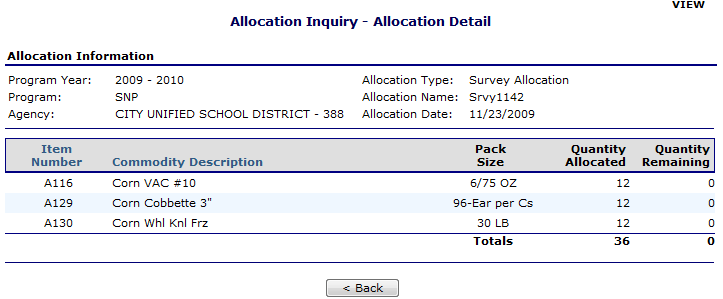 VIEW
Allocation Inquiry - Allocation Detail
Allocation Information
Program Year: 2009 - 2010 Allocation Type: Survey Allocation
Program: SNP Allocation Name: Srvy1142
Agency: CITY UNIFIED SCHOOL DISTRICT - 388 Allocation Date: 11/23/2009
Item Number Commodity Description Pack Size Quantity Allocated Quantity Remaining
A116 Corn VAC #10 6/75 OZ 12 0
A129 Corn Cobbette 3" 96-Ear per Cs 12 0
A130 Corn Whl Knl Frz 30 LB 12 0
Totals 36 0
< Back